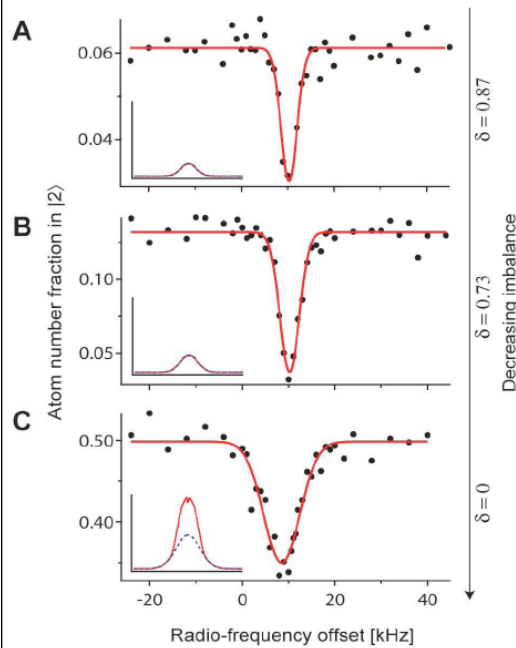 A
0.06
0.04
δ = 0.87
B
0.10
0.05
δ = 0.73
C
0.50
0.40
δ = 0
-20
0
20
40
Radio-frequency offset [kHz]
Atom number fraction in |2⟩
Decreasing imbalance